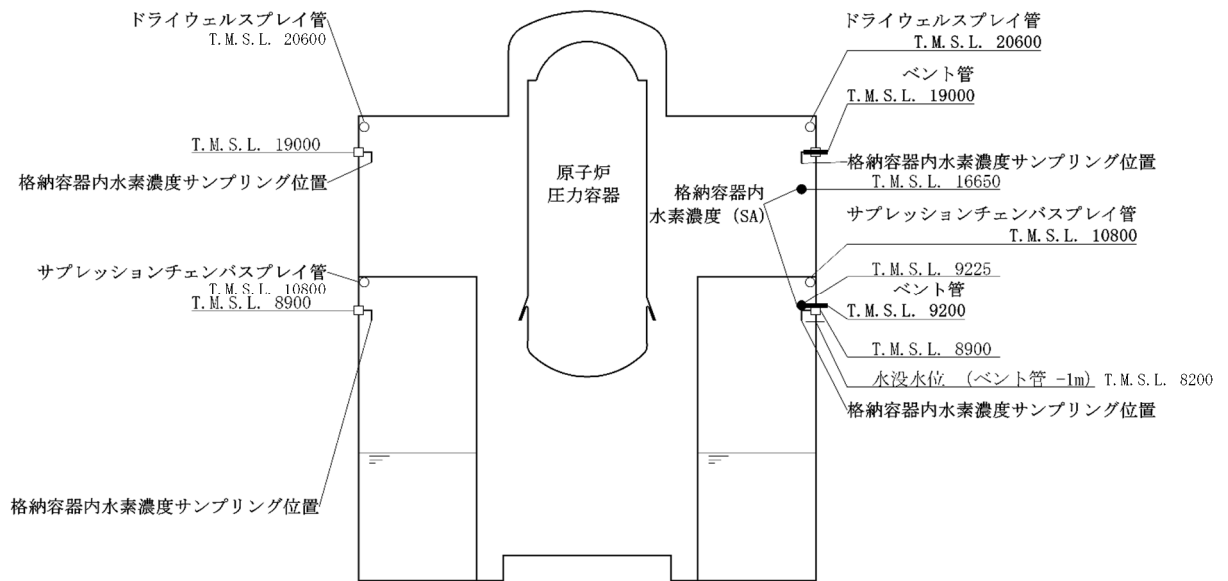 ドライウェルスプレイ管
T.M.S.L. 20600
T.M.S.L. 19000
格納容器内水素濃度サンプリング位置
サプレッションチェンバスプレイ管
T.M.S.L. 10800
T.M.S.L. 8900
格納容器内水素濃度サンプリング位置
原子炉
圧力容器
格納容器内
水素濃度 (SA)
ドライウェルスプレイ管
T.M.S.L. 20600
ベント管
T.M.S.L. 19000
格納容器内水素濃度サンプリング位置
T.M.S.L. 16650
サプレッションチェンバスプレイ管
T.M.S.L. 10800
T.M.S.L. 9225
ベント管
T.M.S.L. 9200
T.M.S.L. 8900
水没水位 (ベント管 -1m) T.M.S.L. 8200
格納容器内水素濃度サンプリング位置